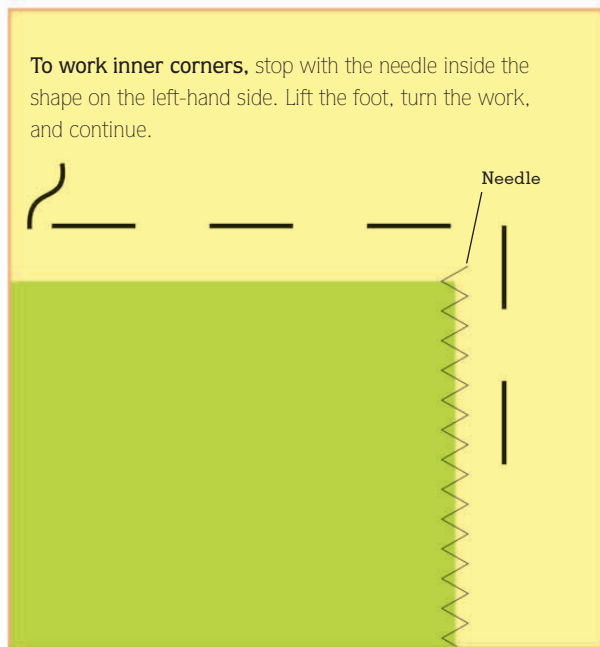 To work inner corners, stop with the needle inside the
shape on the left-hand side. Lift the foot, turn the work,
and continue.
Needle